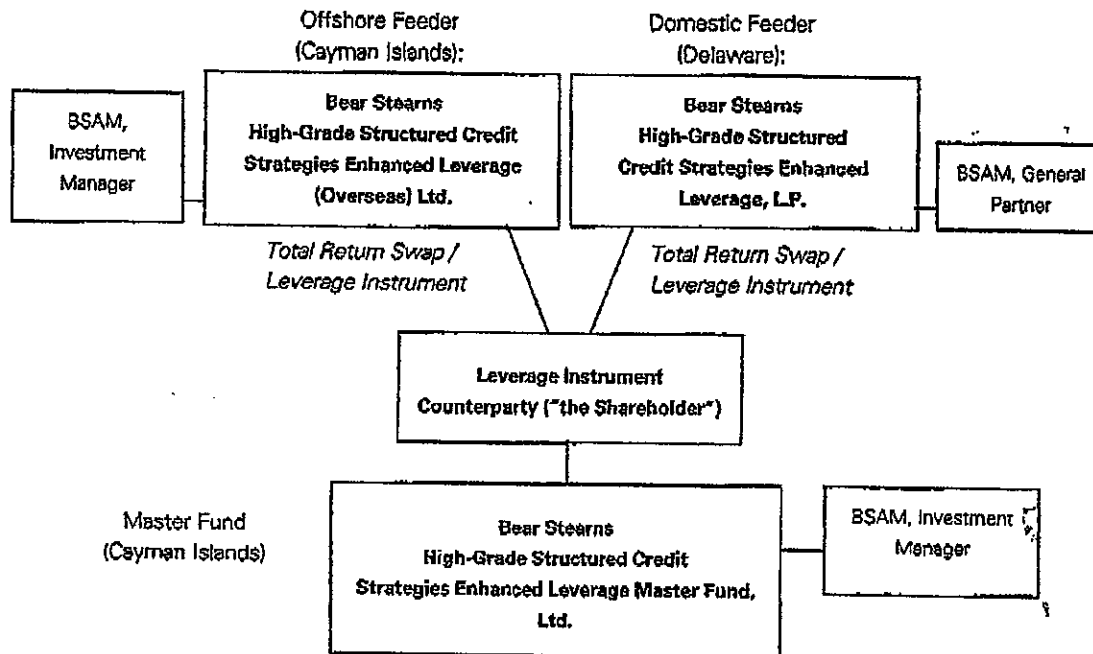 Offshore Feeder
(Cayman Islands):
Domestic Feeder
(Delaware):
BSAM,
Investment
Manager
Bear Stearns
High-Grade Structured Credit
Strategies Enhanced Leverage
(Overseas) Ltd.
Bear Stearns
High-Grade Structured
Credit Strategies Enhanced
Leverage, L.P.
BSAM, General
Partner
Total Return Swap /
Leverage Instrument
Total Return Swap /
Leverage Instrument
Leverage Instrument
Counterparty ("the Shareholder")
Master Fund
(Cayman Islands)
Bear Stearns
High-Grade Structured Credit
Strategies Enhanced Leverage Master Fund,
Ltd.
BSAM, Investment
Manager